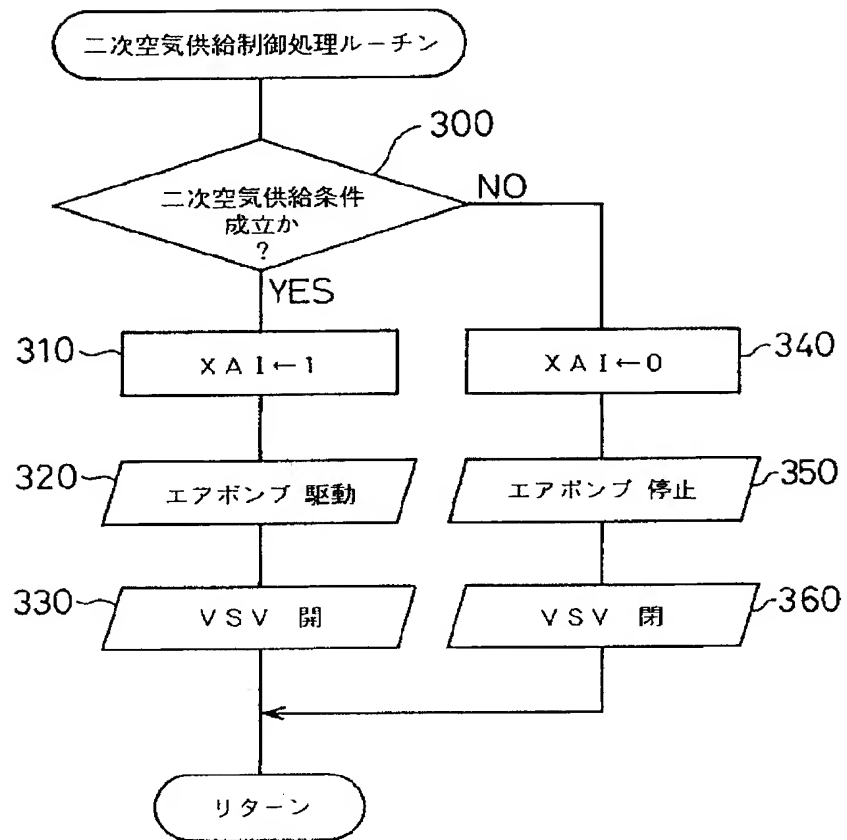 二次空気供給制御処理ルーチン
300
二次空気供給条件
成立か
?
NO
YES
310
XAI←1
340
XAI←0
320
エアポンプ 駆動
350
エアポンプ 停止
330
VSV 開
360
VSV 閉
リターン